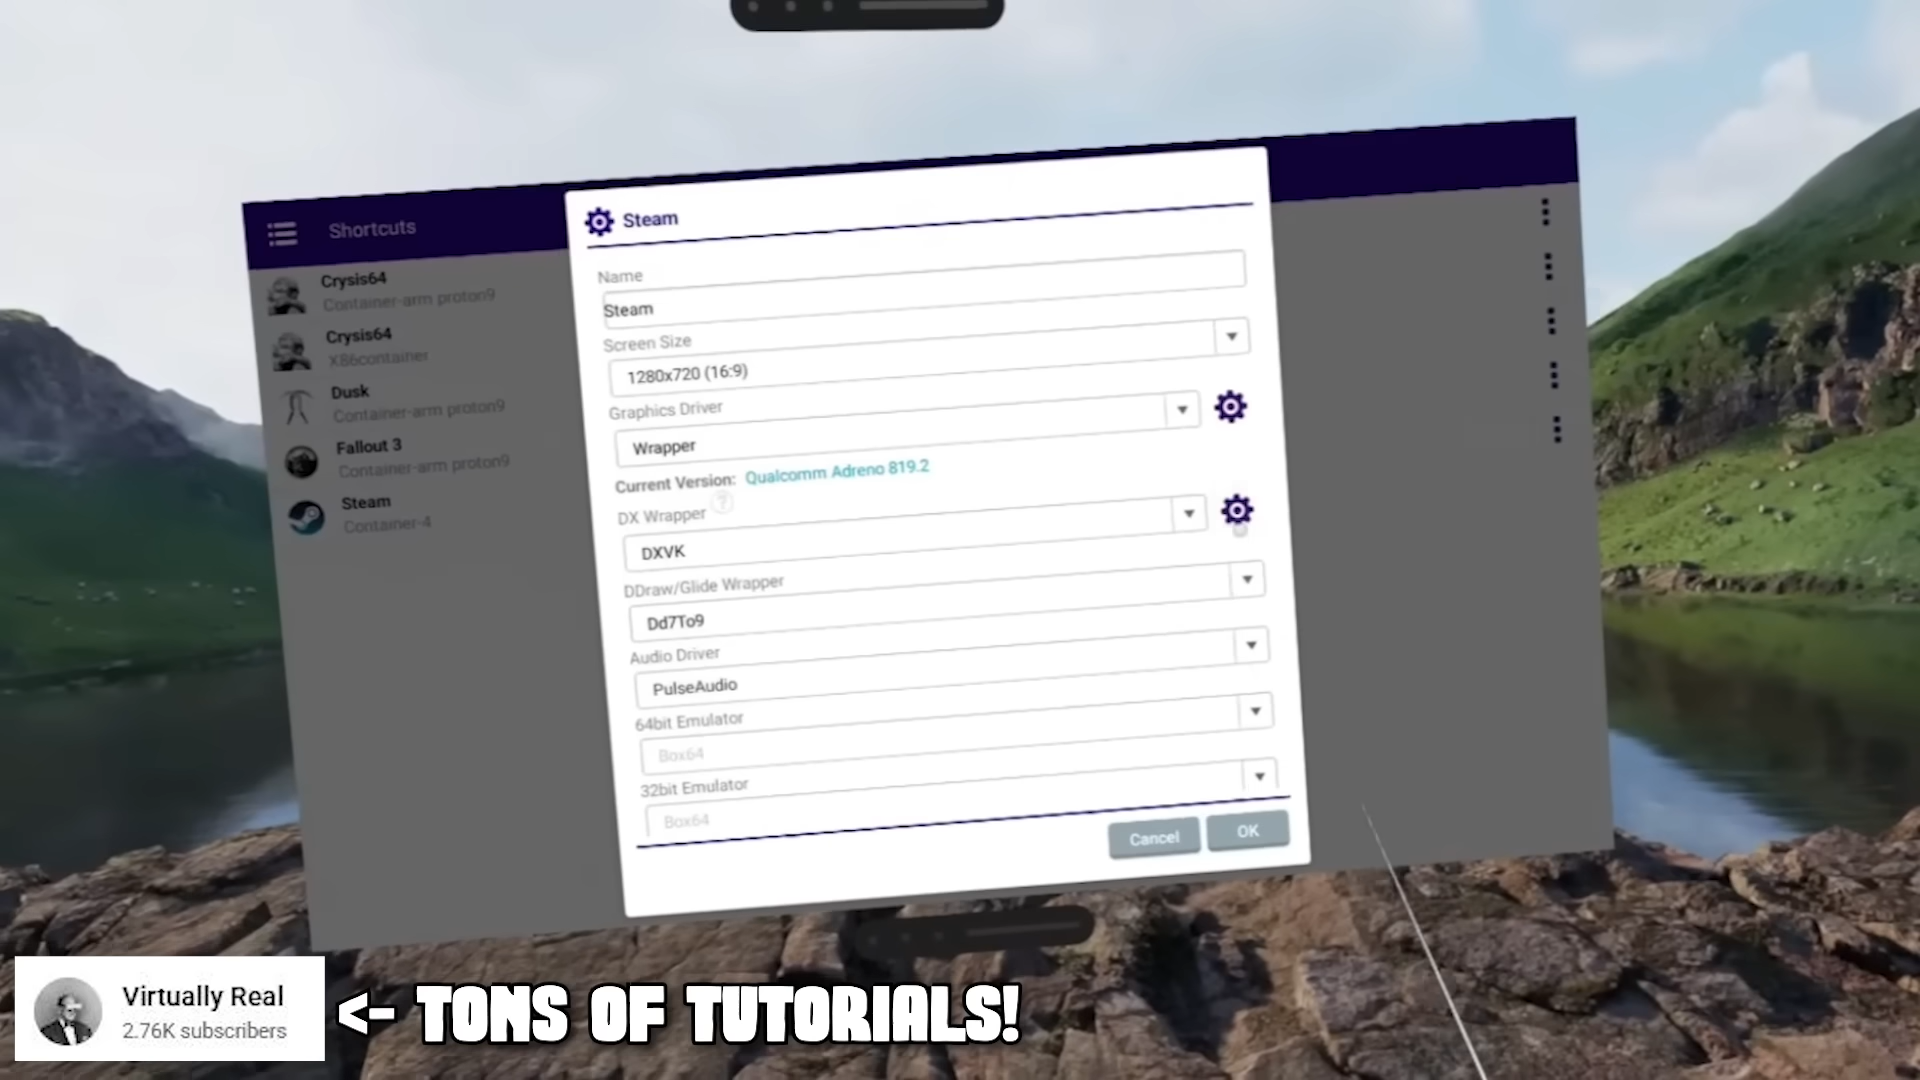 Shortcuts
Crysis64
Container-arm proton9
Crysis64
X86container
Dusk
Container-arm proton9
Fallout 3
Container-arm proton9
Steam
Container-4
Steam
Name
Steam
Screen Size
1280x720 (16:9)
Graphics Driver
Wrapper
Current Version: Qualcomm Adreno 819.2
?
DX Wrapper
DXVK
DDraw/Glide Wrapper
Dd7To9
Audio Driver
PulseAudio
64bit Emulator
Box64
32bit Emulator
Box64
Cancel OK
Virtually Real
2.76K subscribers
<- TONS OF TUTORIALS!